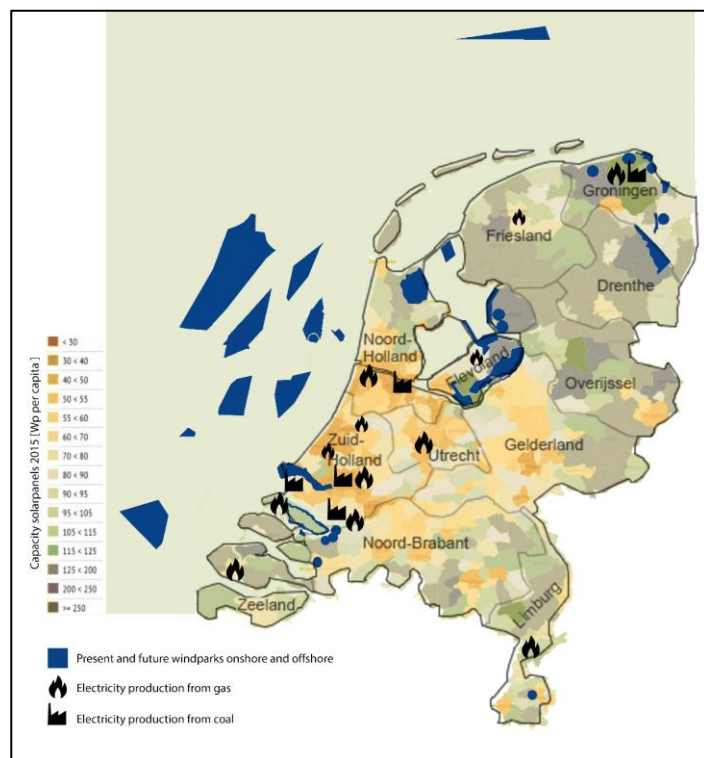 Groningen
Friesland
Drenthe
Noord-
Holland
Flevoland
Overijssel
Zuid-
Holland
Utrecht
Gelderland
Noord-Brabant
Zeeland
Limburg
Capacity solarpanels 2015 [Wp per capita ]
< 30
30 < 40
40 < 50
50 < 55
55 < 60
60 < 70
70 < 80
80 < 90
90 < 95
95 < 105
105 < 115
115 < 125
125 < 200
200 < 250
>= 250
Present and future windparks onshore and offshore
Electricity production from gas
Electricity production from coal